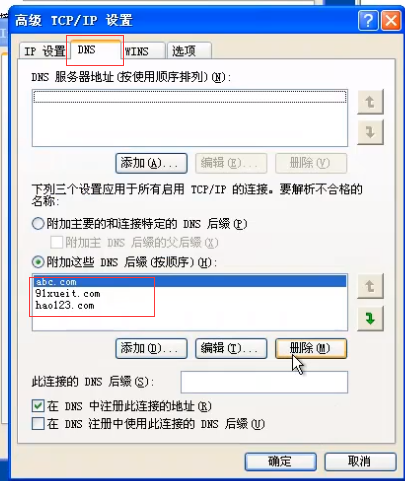 高级 TCP/IP 设置
IP 设置 DNS WINS 选项
DNS 服务器地址(按使用顺序排列)(N):
添加(A)... 编辑(E)... 删除(V)
下列三个设置应用于所有启用 TCP/IP 的连接。要解析不合格的
名称:
附加主要的和连接特定的 DNS 后缀(P)
附加主 DNS 后缀的父后缀(X)
附加这些 DNS 后缀(按顺序)(H):
abc.com
91xueit.com
hao123.com
添加(D)... 编辑(T)... 删除(M)
此连接的 DNS 后缀(S):
在 DNS 中注册此连接的地址(R)
在 DNS 注册中使用此连接的 DNS 后缀(U)
确定 取消